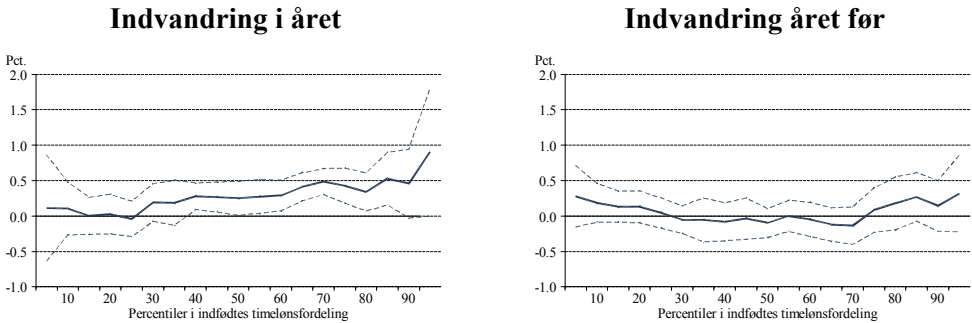 Indvandring i året
Pct.
2.0
1.5
1.0
0.5
0.0
-0.5
-1.0
10 20 30 40 50 60 70 80 90
Percentiler i indfødtes timelønsfordeling
Indvandring året før
Pct.
2.0
1.5
1.0
0.5
0.0
-0.5
-1.0
10 20 30 40 50 60 70 80 90
Percentiler i indfødtes timelønsfordeling